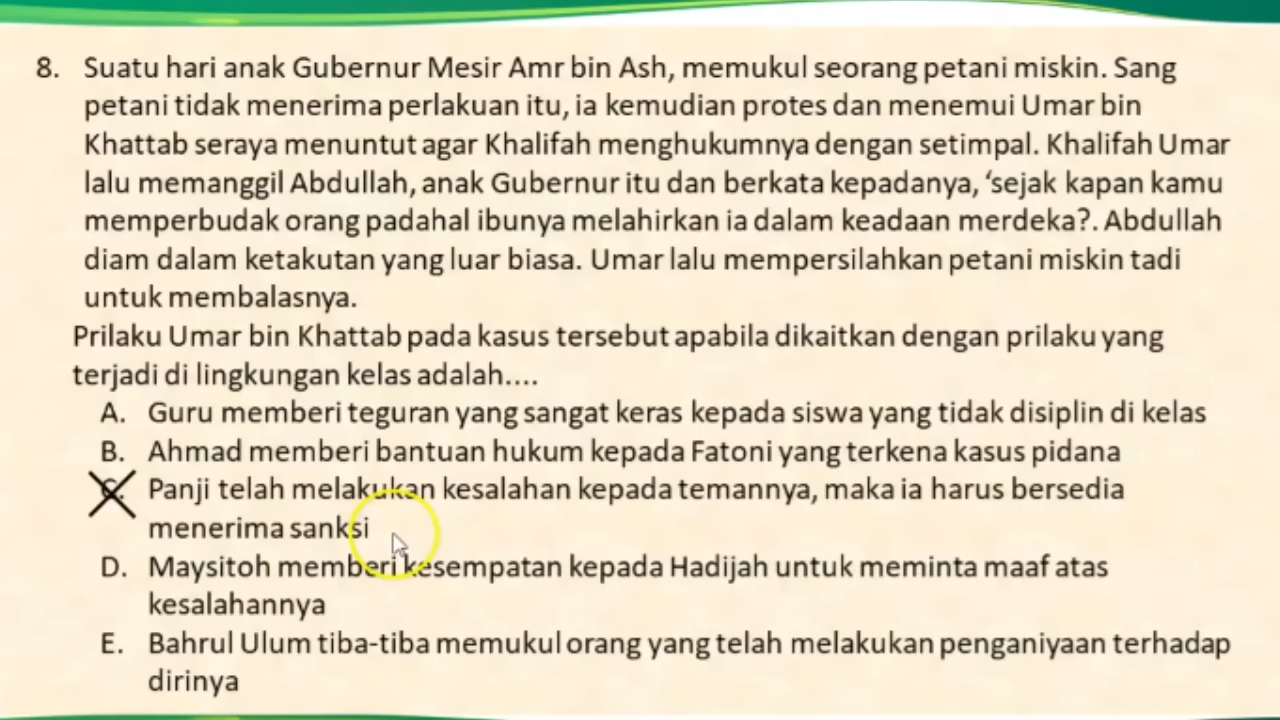 8. Suatu hari anak Gubernur Mesir Amr bin Ash, memukul seorang petani miskin. Sang
petani tidak menerima perlakuan itu, ia kemudian protes dan menemui Umar bin
Khattab seraya menuntut agar Khalifah menghukumnya dengan setimpal. Khalifah Umar
lalu memanggil Abdullah, anak Gubernur itu dan berkata kepadanya, ‘sejak kapan kamu
memperbudak orang padahal ibunya melahirkan ia dalam keadaan merdeka?. Abdullah
diam dalam ketakutan yang luar biasa. Umar lalu mempersilahkan petani miskin tadi
untuk membalasnya.
Prilaku Umar bin Khattab pada kasus tersebut apabila dikaitkan dengan prilaku yang
terjadi di lingkungan kelas adalah....
A. Guru memberi teguran yang sangat keras kepada siswa yang tidak disiplin di kelas
B. Ahmad memberi bantuan hukum kepada Fatoni yang terkena kasus pidana
C. Panji telah melakukan kesalahan kepada temannya, maka ia harus bersedia
menerima sanksi
D. Maysitoh memberi kesempatan kepada Hadijah untuk meminta maaf atas
kesalahannya
E. Bahrul Ulum tiba-tiba memukul orang yang telah melakukan penganiyaan terhadap
dirinya